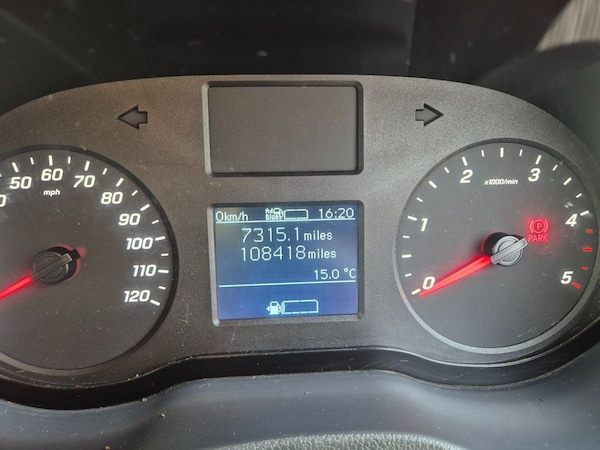 0km/h AdBlue 16:20
7315.1 miles
108418 miles
15.0 °C
50 60 70 80 90 100 110 120
mph
0 1 2 3 4 5
x1000/min
P
PARK